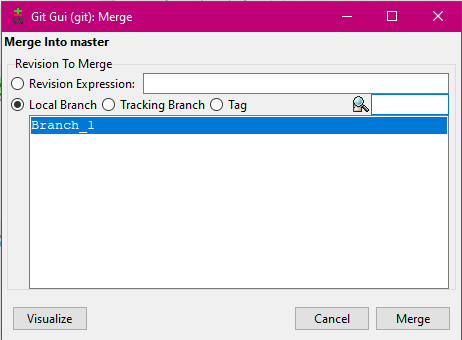 Git Gui (git): Merge
Merge Into master
Revision To Merge
Revision Expression:
Local Branch Tracking Branch Tag
Branch_1
Visualize Cancel Merge